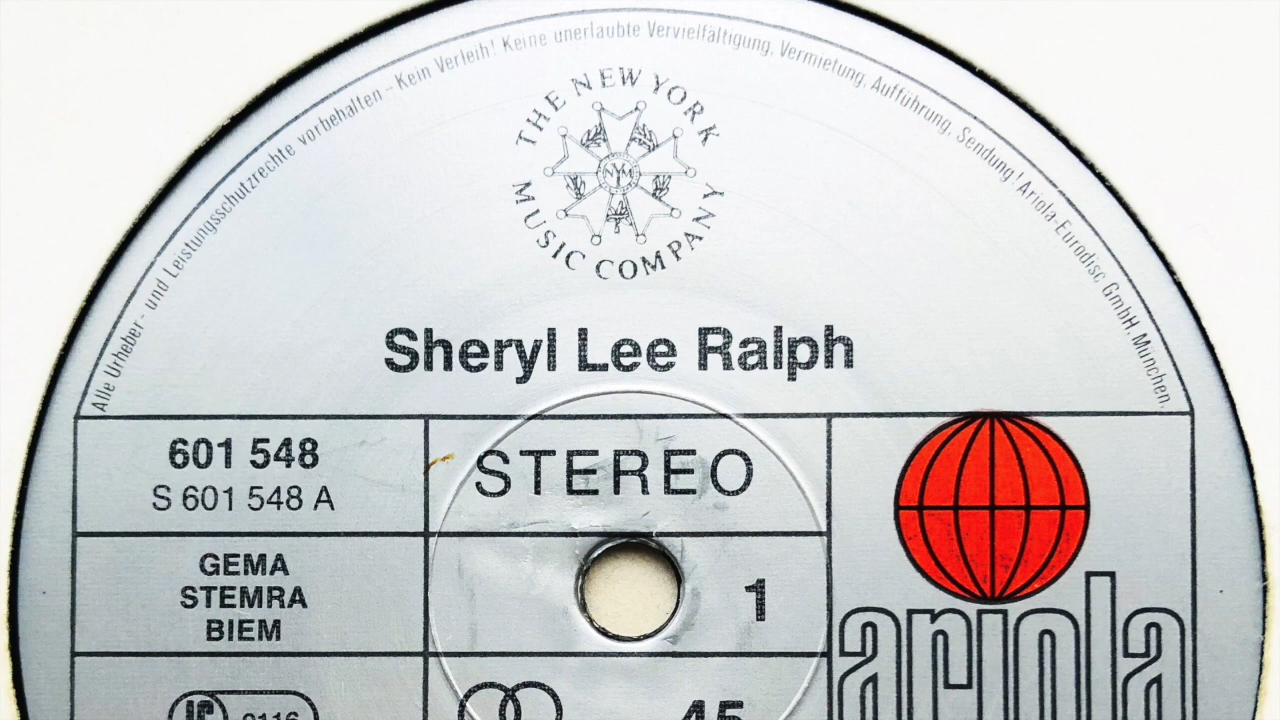 Alle Urheber- und Leistungsschutzrechte vorbehalten - Kein Verleih! Keine unerlaubte Vervielfältigung, Vermietung, Aufführung, Sendung! Ariola-Eurodisc GmbH, München.
THE NEW YORK
NYM
MUSIC COMPANY
Sheryl Lee Ralph
601 548
S 601 548 A
STEREO
GEMA
STEMRA
BIEM
1
ariola
45